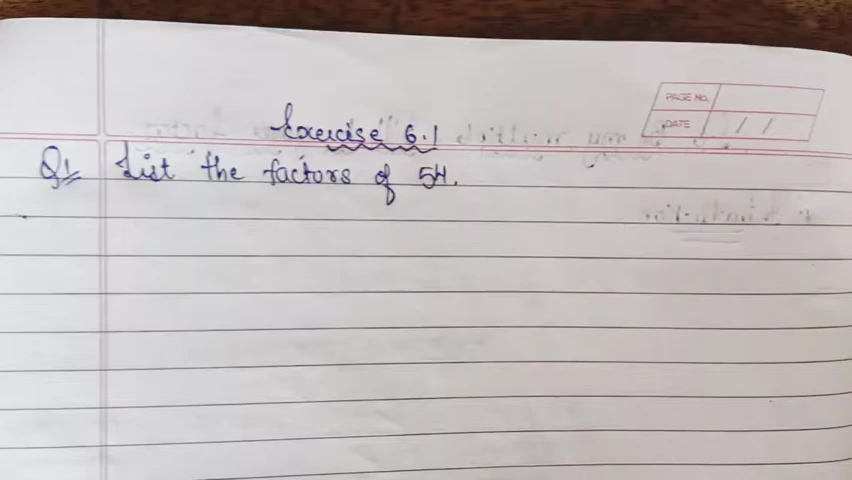 PAGE NO.
DATE / /
Exercise 6.1
Q1 List the factors of 54.